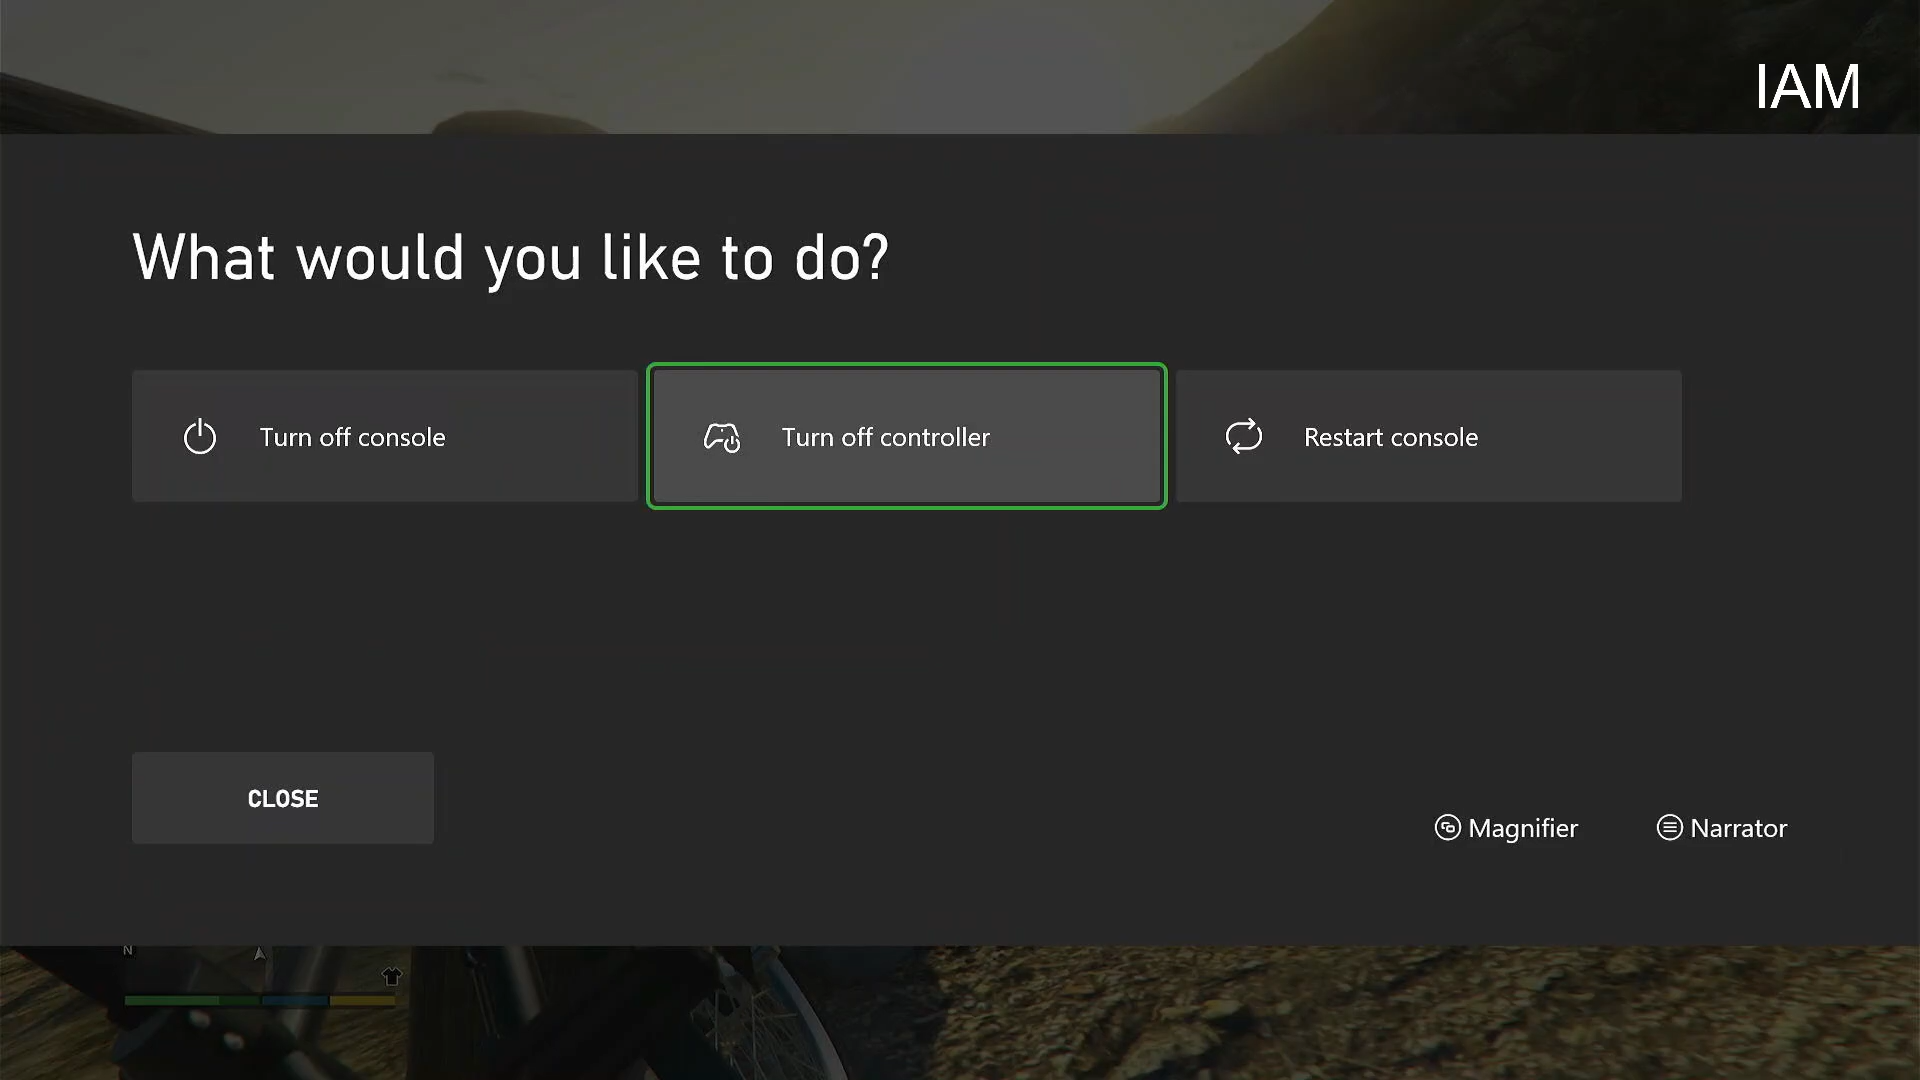 IAM
What would you like to do?
Turn off console
Turn off controller
Restart console
CLOSE
Magnifier
Narrator
N